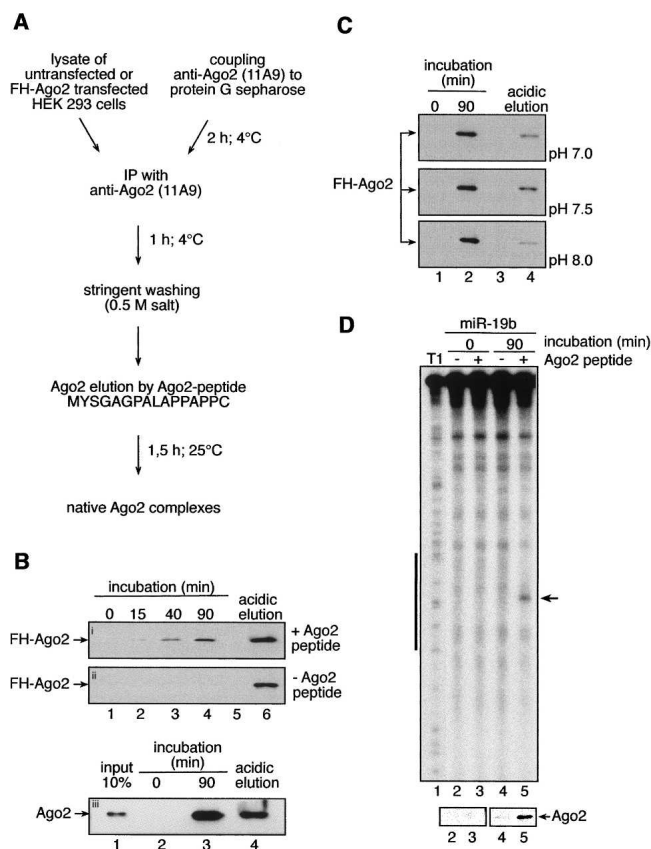 A
lysate of
untransfected or
FH-Ago2 transfected
HEK 293 cells
coupling
anti-Ago2 (11A9) to
protein G sepharose
2 h; 4°C
IP with
anti-Ago2 (11A9)
1 h; 4°C
stringent washing
(0.5 M salt)
Ago2 elution by Ago2-peptide
MYSGAGPALAPPAPPC
1,5 h; 25°C
native Ago2 complexes
B
incubation (min)
0 15 40 90
acidic
elution
i
FH-Ago2
+ Ago2
peptide
ii
FH-Ago2
- Ago2
peptide
1 2 3 4 5 6
input
10%
incubation
(min)
0 90
acidic
elution
iii
Ago2
1 2 3 4
C
incubation
(min)
0 90
acidic
elution
pH 7.0
FH-Ago2
pH 7.5
pH 8.0
1 2 3 4
D
miR-19b
0 90 incubation (min)
T1 - + - + Ago2 peptide
1 2 3 4 5
Ago2
2 3 4 5